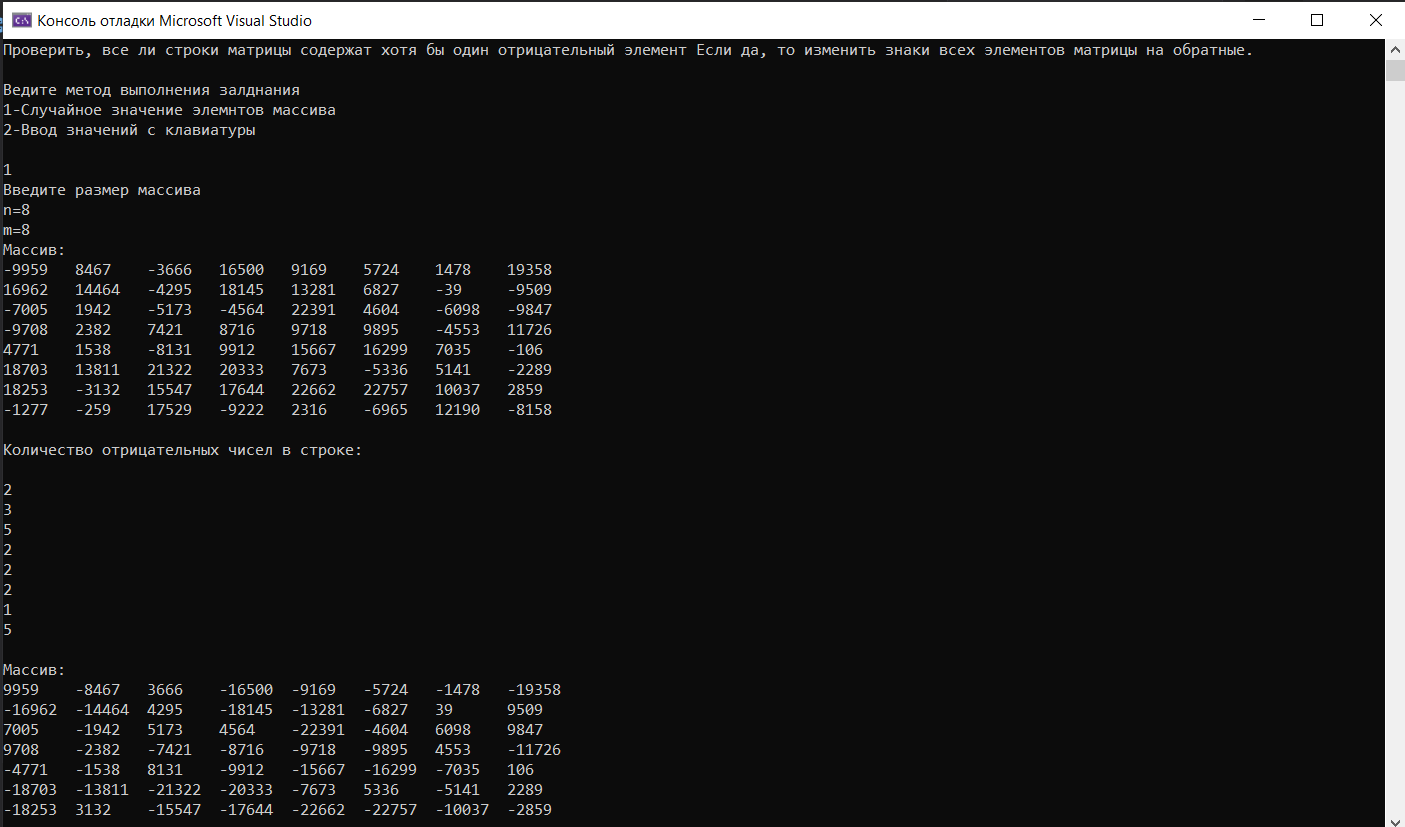 Консоль отладки Microsoft Visual Studio
Проверить, все ли строки матрицы содержат хотя бы один отрицательный элемент Если да, то изменить знаки всех элементов матрицы на обратные.
Ведите метод выполнения залднания
1-Случайное значение элемнтов массива
2-Ввод значений с клавиатуры
1
Введите размер массива
n=8
m=8
Массив:
-9959 8467 -3666 16500 9169 5724 1478 19358
16962 14464 -4295 18145 13281 6827 -39 -9509
-7005 1942 -5173 -4564 22391 4604 -6098 -9847
-9708 2382 7421 8716 9718 9895 -4553 11726
4771 1538 -8131 9912 15667 16299 7035 -106
18703 13811 21322 20333 7673 -5336 5141 -2289
18253 -3132 15547 17644 22662 22757 10037 2859
-1277 -259 17529 -9222 2316 -6965 12190 -8158
Количество отрицательных чисел в строке:
2
3
5
2
2
2
1
5
Массив:
9959 -8467 3666 -16500 -9169 -5724 -1478 -19358
-16962 -14464 4295 -18145 -13281 -6827 39 9509
7005 -1942 5173 4564 -22391 -4604 6098 9847
9708 -2382 -7421 -8716 -9718 -9895 4553 -11726
-4771 -1538 8131 -9912 -15667 -16299 -7035 106
-18703 -13811 -21322 -20333 -7673 5336 -5141 2289
-18253 3132 -15547 -17644 -22662 -22757 -10037 -2859